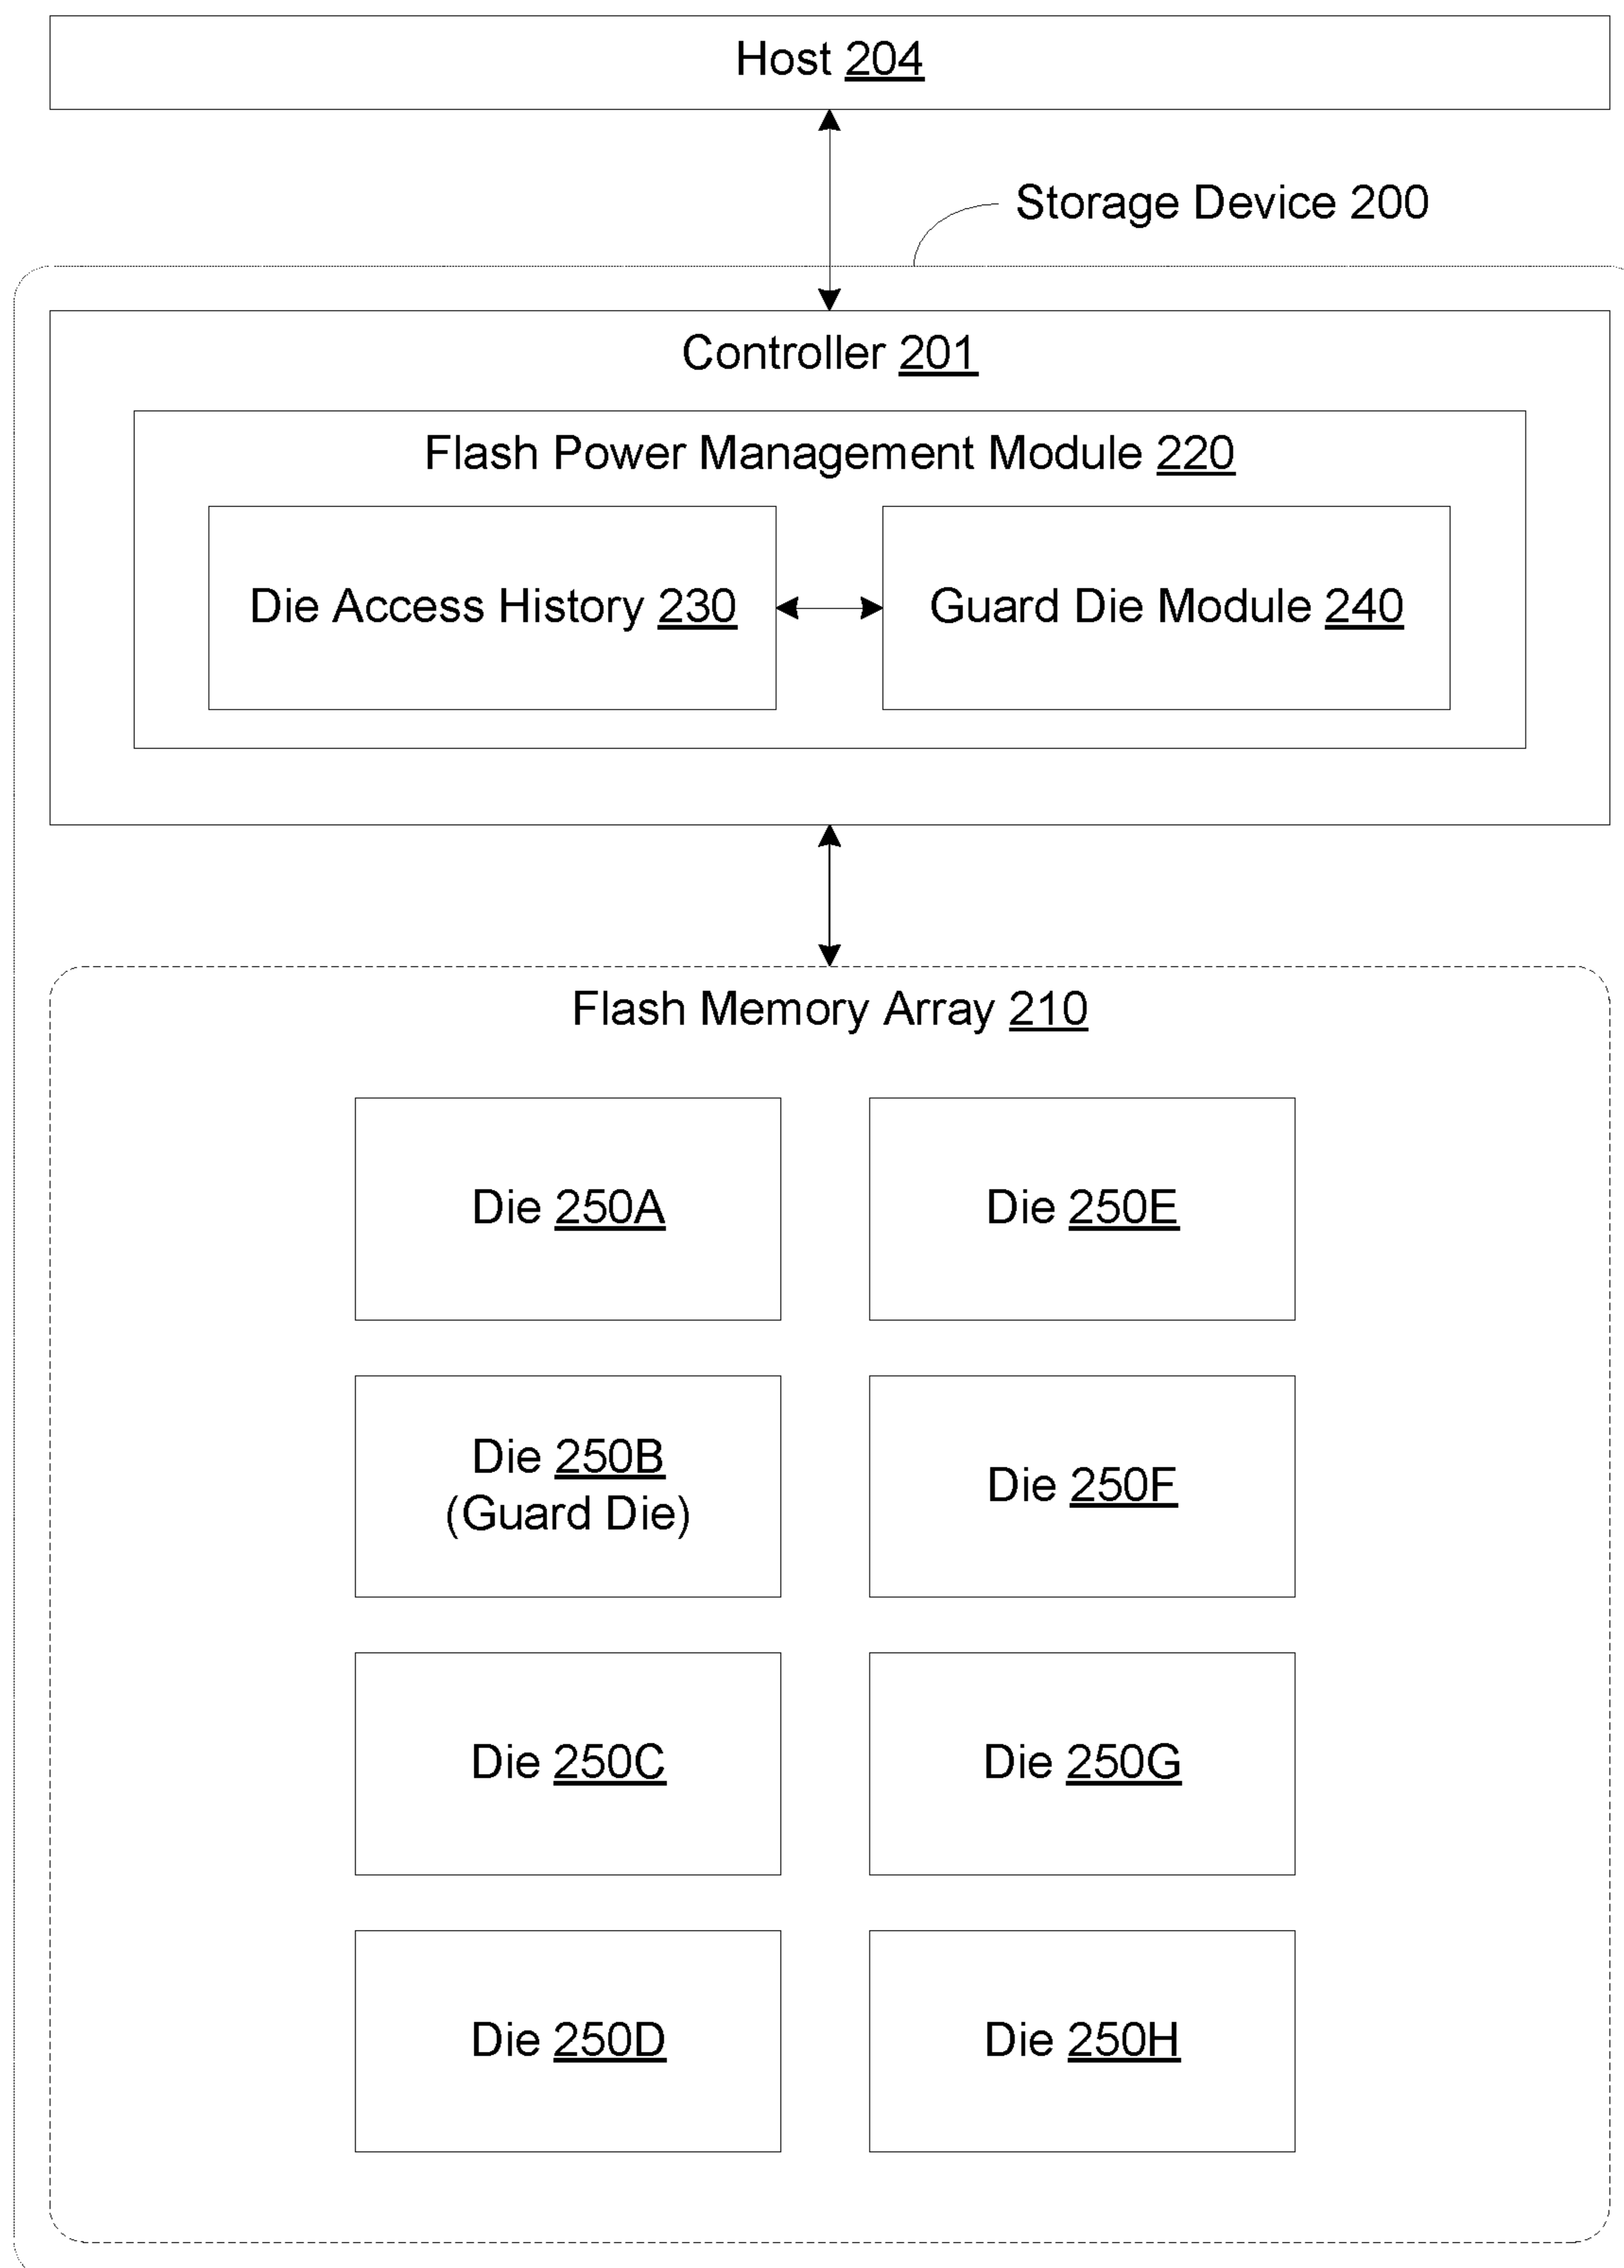 Host 204
Storage Device 200
Controller 201
Flash Power Management Module 220
Die Access History 230
Guard Die Module 240
Flash Memory Array 210
Die 250A
Die 250E
Die 250B
(Guard Die)
Die 250F
Die 250C
Die 250G
Die 250D
Die 250H